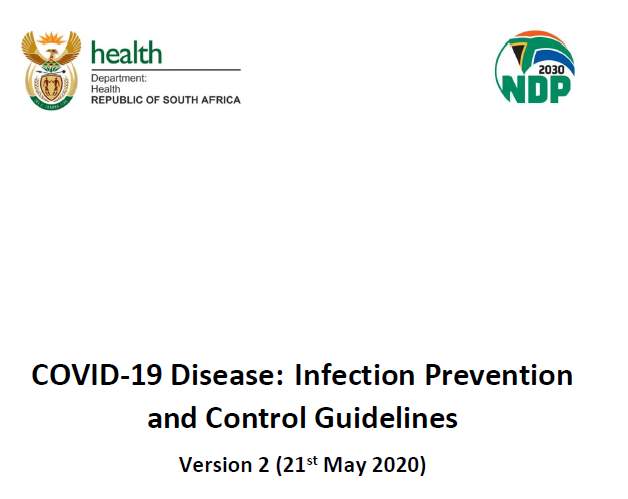 health
Department:
Health
REPUBLIC OF SOUTH AFRICA
2030
NDP
COVID-19 Disease: Infection Prevention
and Control Guidelines
Version 2 (21st May 2020)